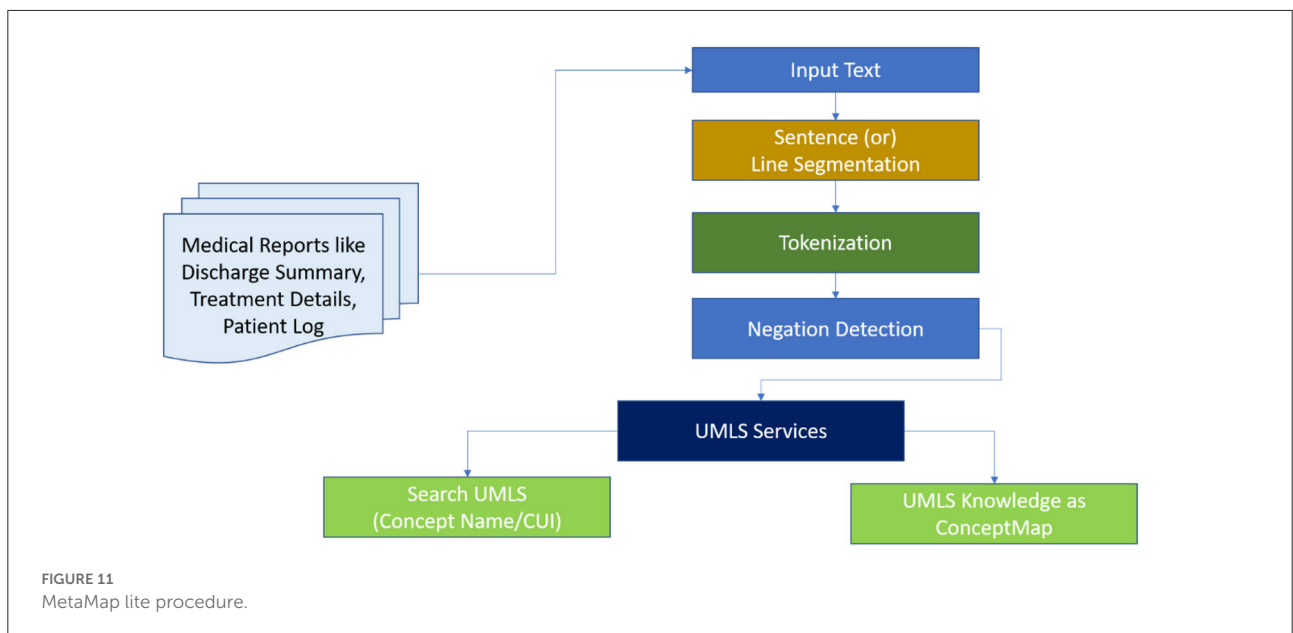 Input Text
Sentence (or)
Line Segmentation
Tokenization
Negation Detection
Medical Reports like
Discharge Summary,
Treatment Details,
Patient Log
UMLS Services
Search UMLS
(Concept Name/CUI)
UMLS Knowledge as
ConceptMap
FIGURE 11
MetaMap lite procedure.